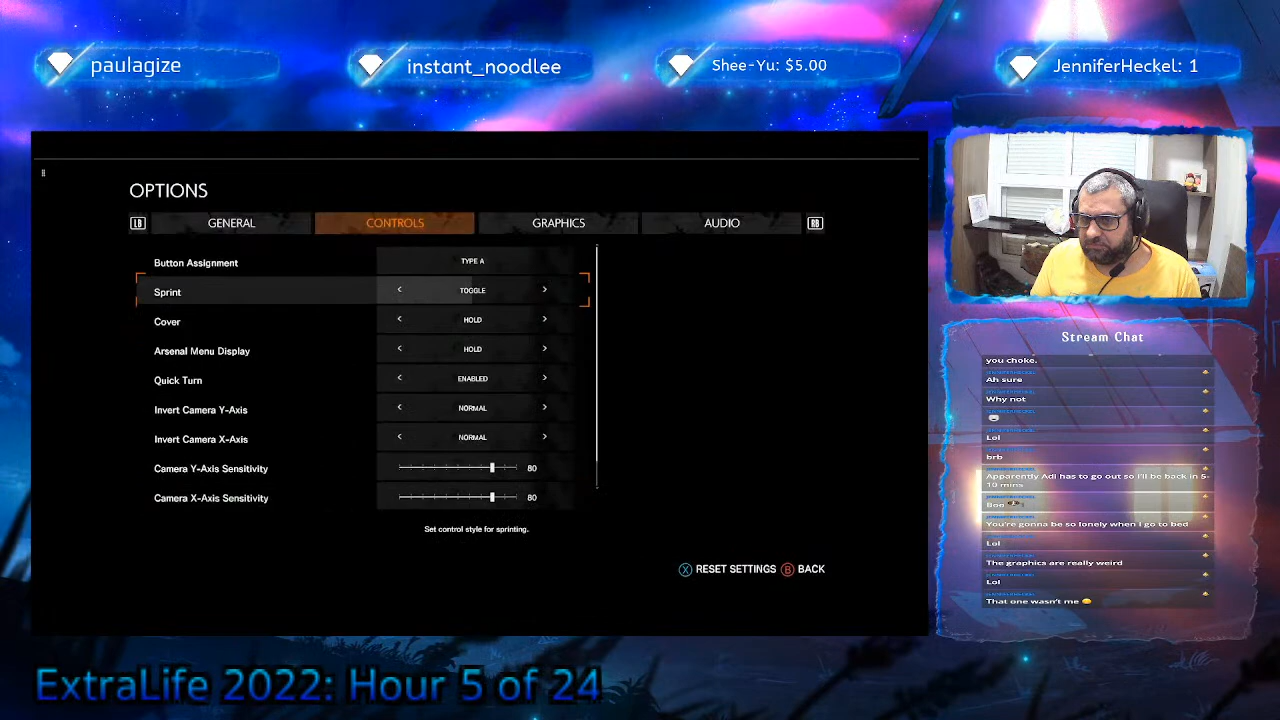 paulagize
instant_noodlee
Shee-Yu: $5.00
JenniferHeckel: 1
OPTIONS
LB
GENERAL
CONTROLS
GRAPHICS
AUDIO
RB
Button Assignment
TYPE A
Sprint
< TOGGLE >
Cover
< HOLD >
Arsenal Menu Display
< HOLD >
Quick Turn
< ENABLED >
Invert Camera Y-Axis
< NORMAL >
Invert Camera X-Axis
< NORMAL >
Camera Y-Axis Sensitivity
80
Camera X-Axis Sensitivity
80
Set control style for sprinting.
X RESET SETTINGS B BACK
Stream Chat
you choke.
Ah sure
Why not
Lol
brb
Apparently Adi has to go out so I'll be back in 5-
10 mins
Boo
You're gonna be so lonely when I go to bed
Lol
The graphics are really weird
Lol
That one wasn't me
ExtraLife 2022: Hour 5 of 24